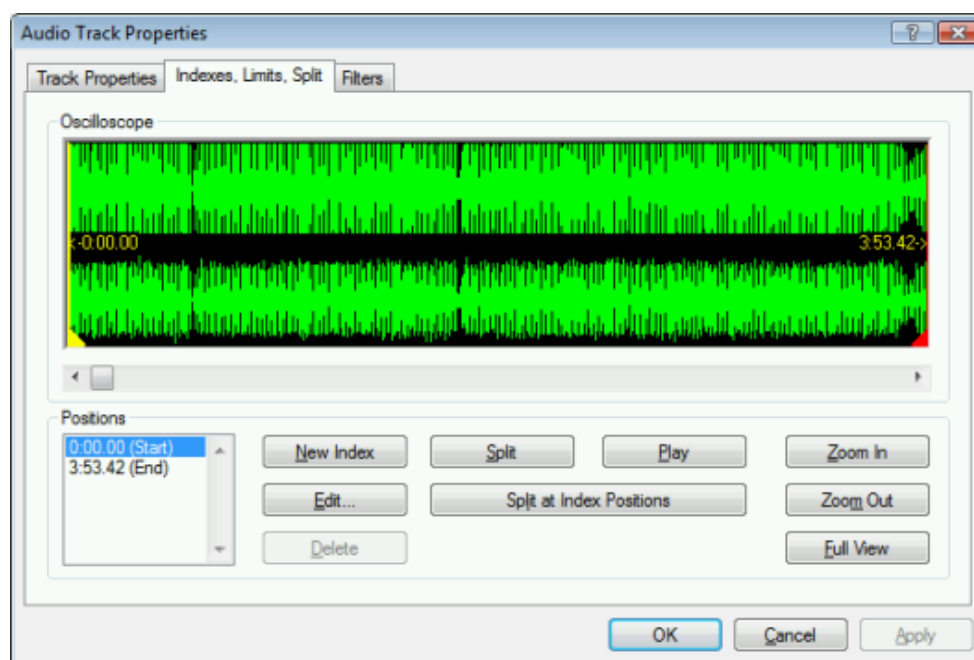 Audio Track Properties
Track Properties Indexes, Limits, Split Filters
Oscilloscope
<-0:00.00 3:53.42->
Positions
0:00.00 (Start)
3:53.42 (End)
New Index Split Play Zoom In
Edit... Split at Index Positions Zoom Out
Delete Full View
OK Cancel Apply